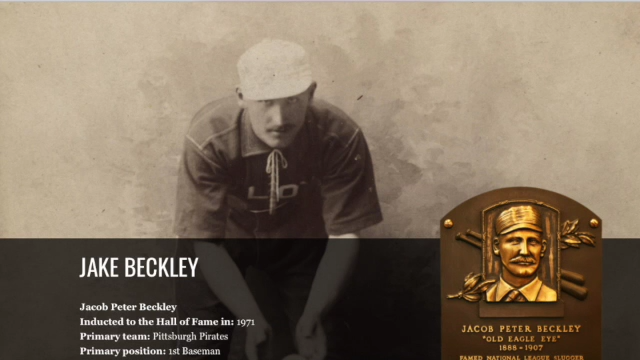 JAKE BECKLEY
Jacob Peter Beckley
Inducted to the Hall of Fame in: 1971
Primary team: Pittsburgh Pirates
Primary position: 1st Baseman
JACOB PETER BECKLEY
"OLD EAGLE EYE"
1888 - 1907
FAMED NATIONAL LEAGUE SLUGGER